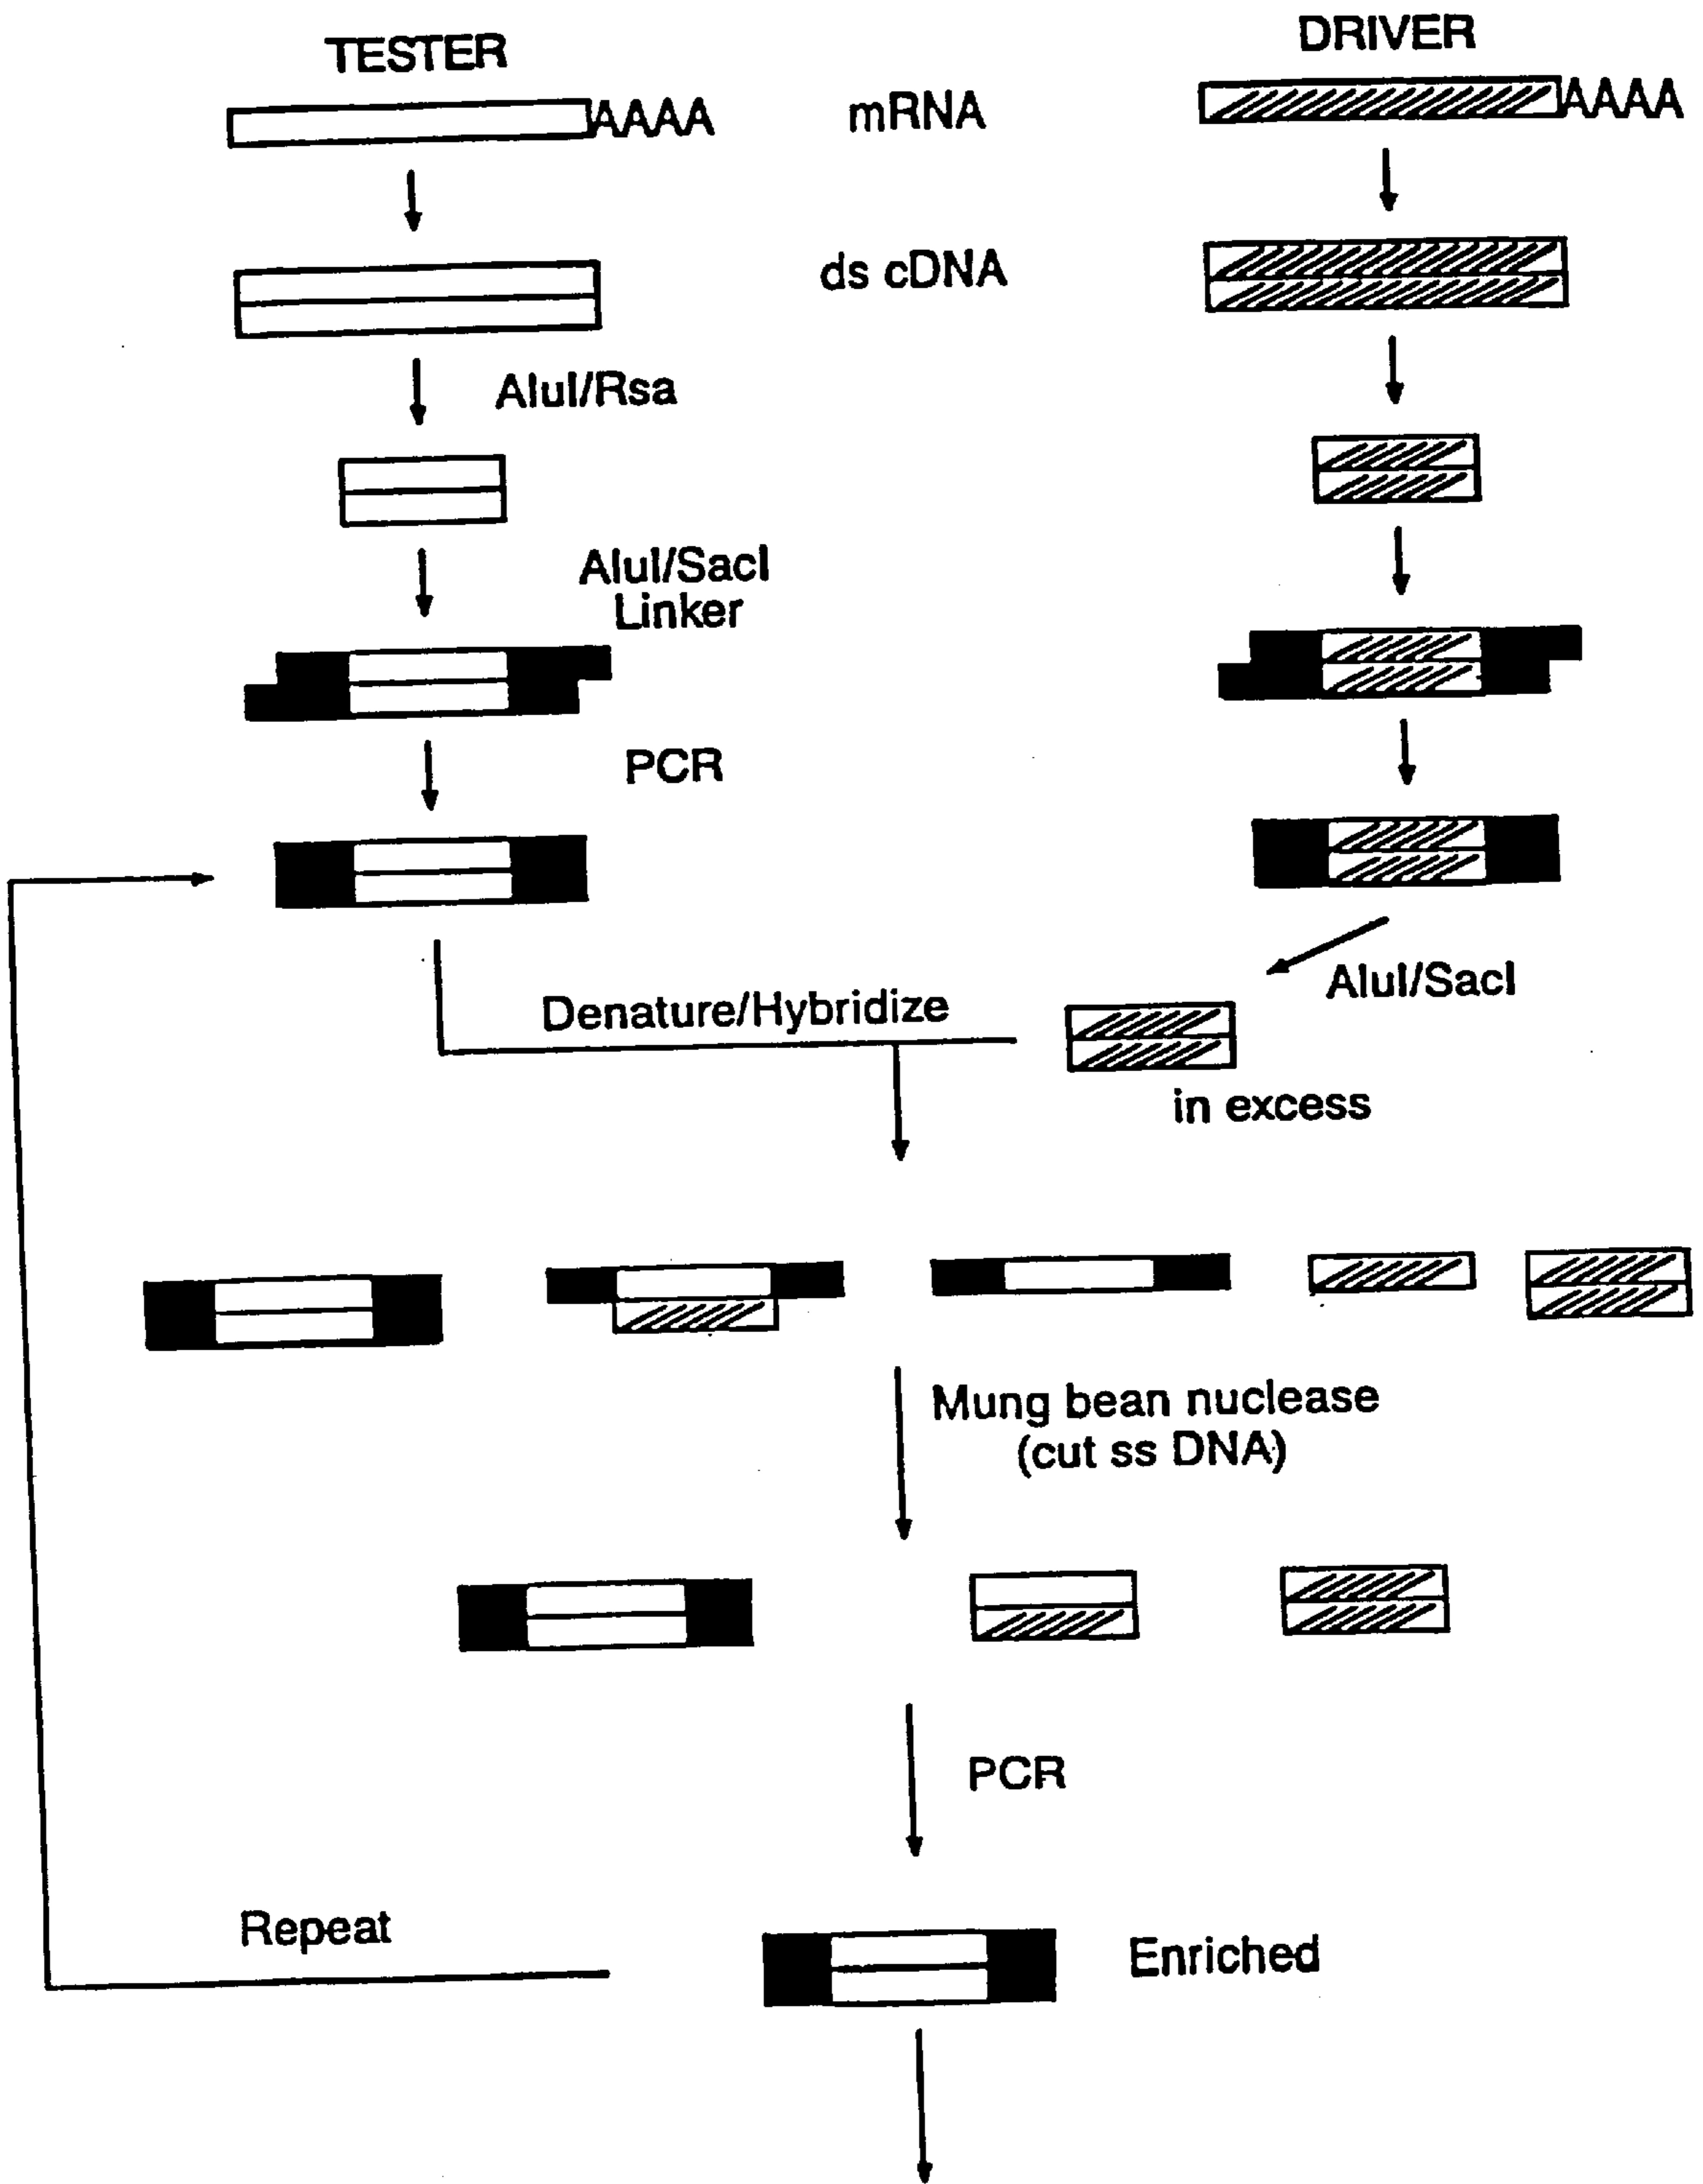 TESTER
DRIVER
AAAA
mRNA
AAAA
ds cDNA
AluI/Rsa
AluI/SacI
Linker
PCR
AluI/SacI
Denature/Hybridize
in excess
Mung bean nuclease
(cut ss DNA)
PCR
Repeat
Enriched